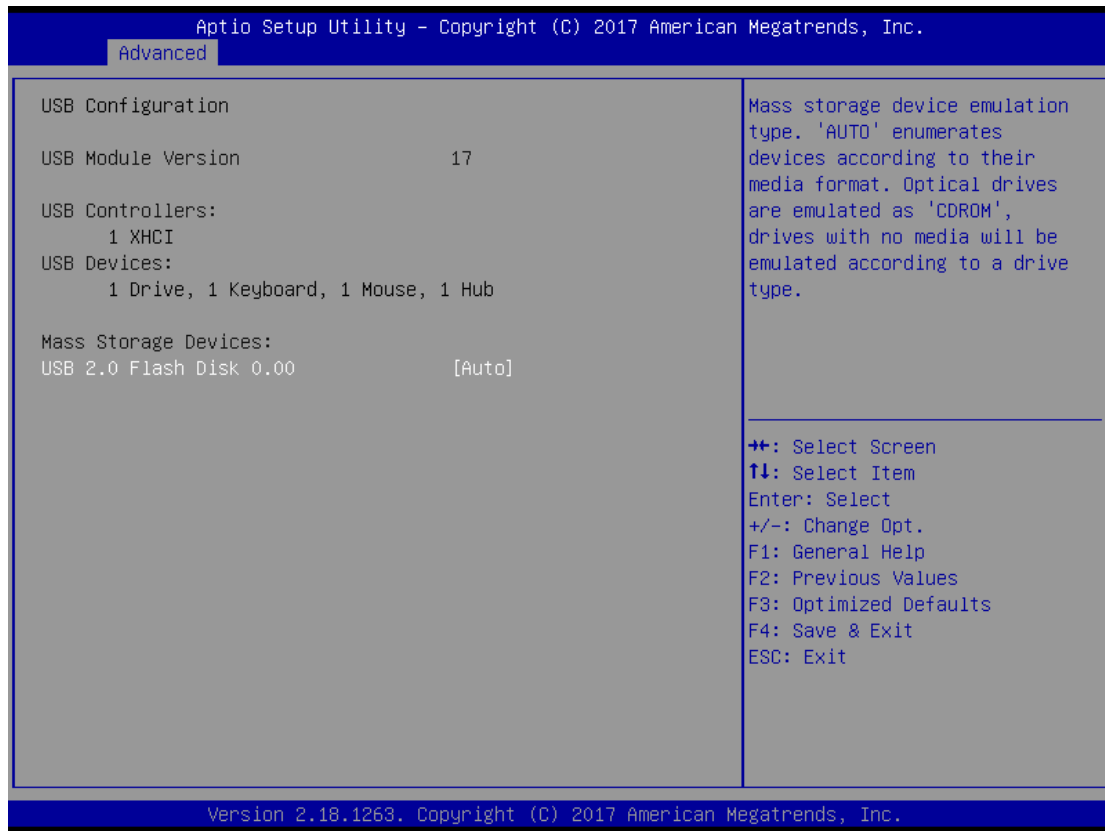 Aptio Setup Utility – Copyright (C) 2017 American Megatrends, Inc.
Advanced
USB Configuration
USB Module Version 17
USB Controllers:
1 XHCI
USB Devices:
1 Drive, 1 Keyboard, 1 Mouse, 1 Hub
Mass Storage Devices:
USB 2.0 Flash Disk 0.00 [Auto]
Mass storage device emulation
type. 'AUTO' enumerates
devices according to their
media format. Optical drives
are emulated as 'CDROM',
drives with no media will be
emulated according to a drive
type.
→←: Select Screen
↑↓: Select Item
Enter: Select
+/-: Change Opt.
F1: General Help
F2: Previous Values
F3: Optimized Defaults
F4: Save & Exit
ESC: Exit
Version 2.18.1263. Copyright (C) 2017 American Megatrends, Inc.